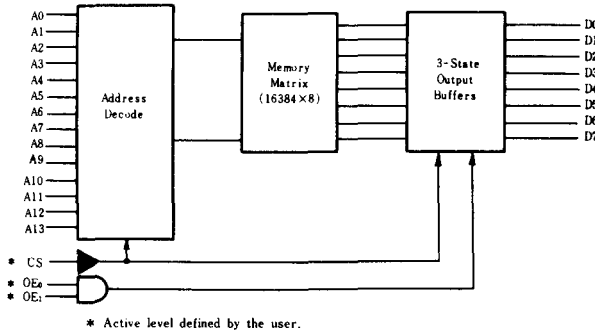 A0
A1
A2
A3
A4
A5
A6
A7
A8
A9
A10
A11
A12
A13
Address
Decode
Memory
Matrix
(16384×8)
3-State
Output
Buffers
D0
D1
D2
D3
D4
D5
D6
D7
* CS
* OE₀
* OE₁
* Active level defined by the user.